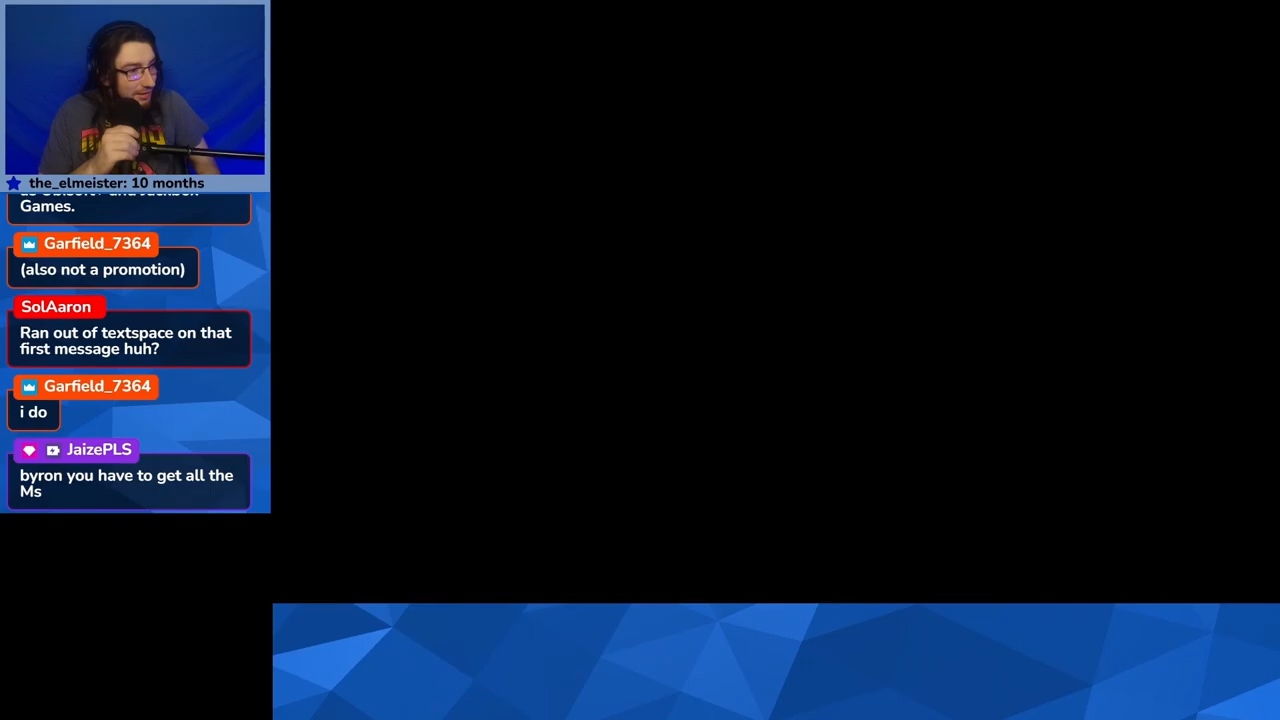 the_elmeister: 10 months
Games.
Garfield_7364
(also not a promotion)
SolAaron
Ran out of textspace on that
first message huh?
Garfield_7364
i do
JaizePLS
byron you have to get all the
Ms